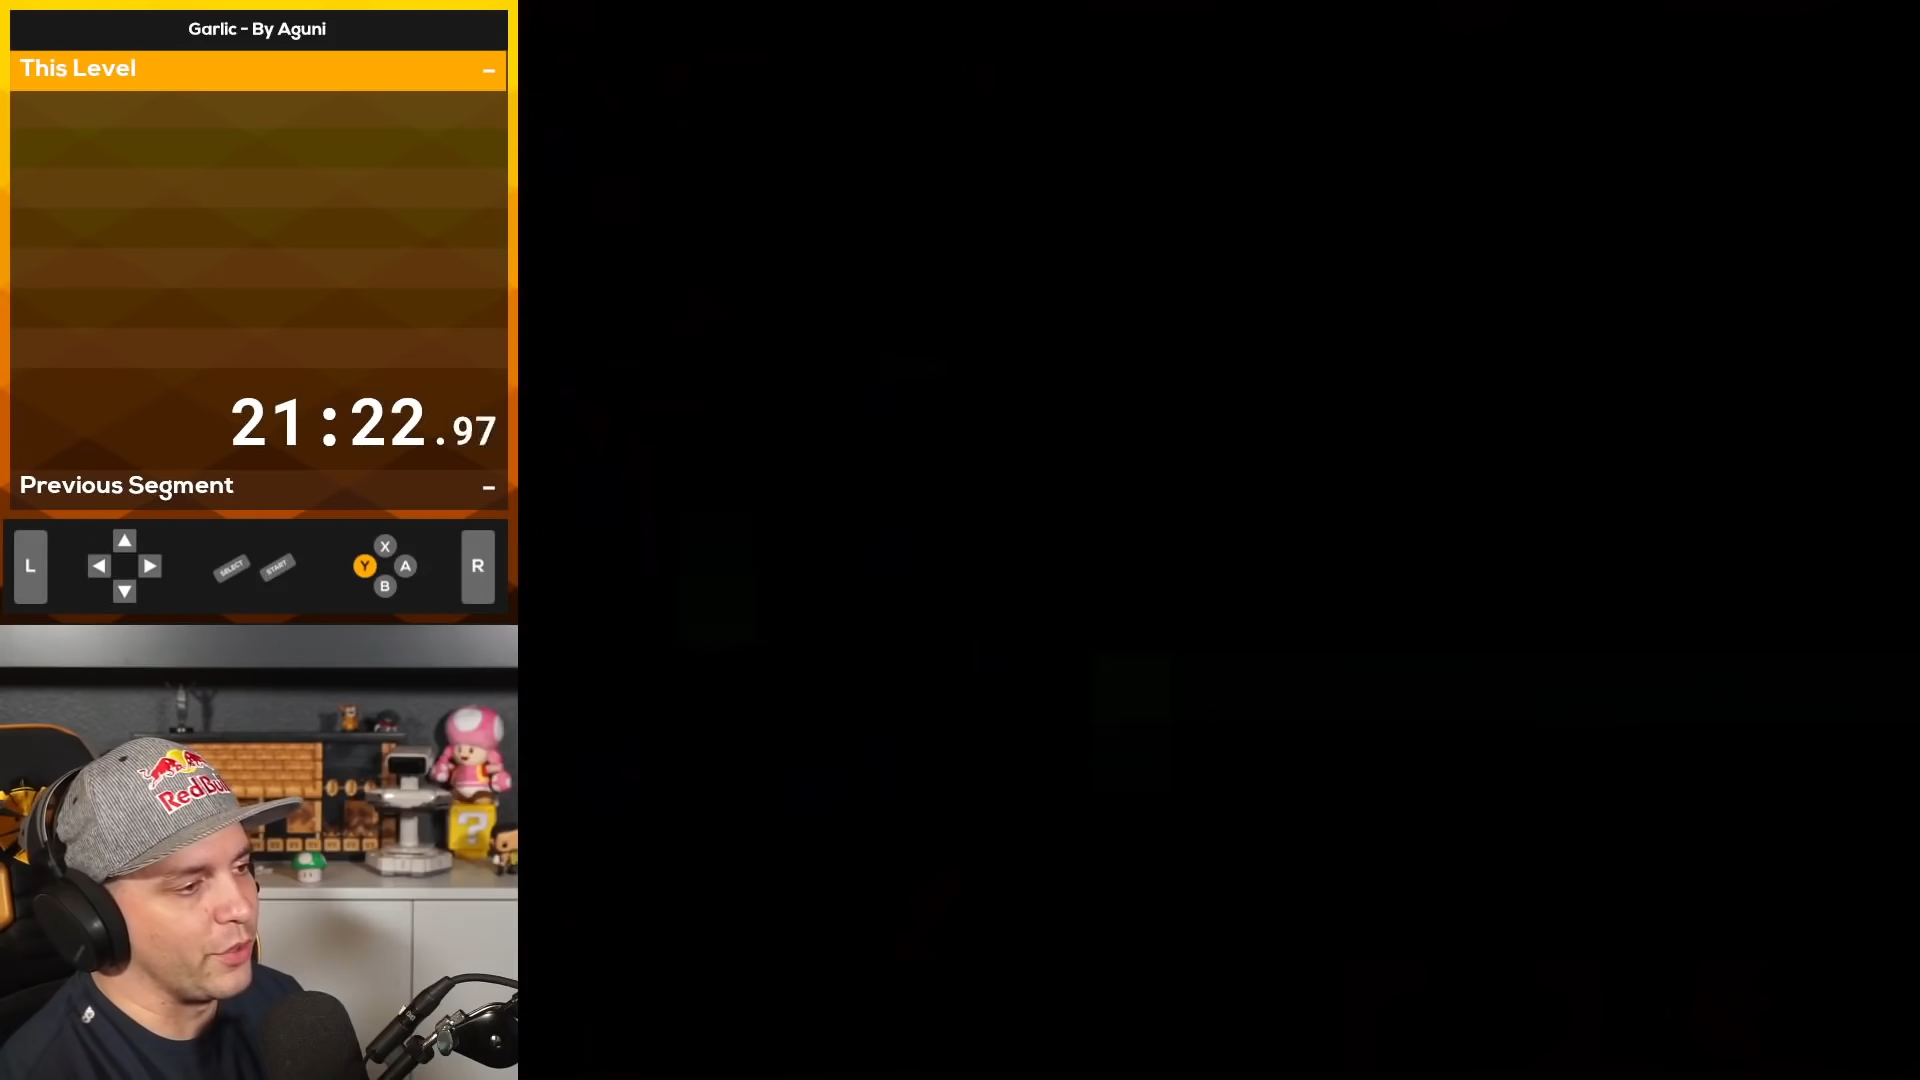 Garlic - By Aguni
This Level -
21:22.97
Previous Segment -
L
SELECT
START
X
Y
A
B
R
Red Bull
?